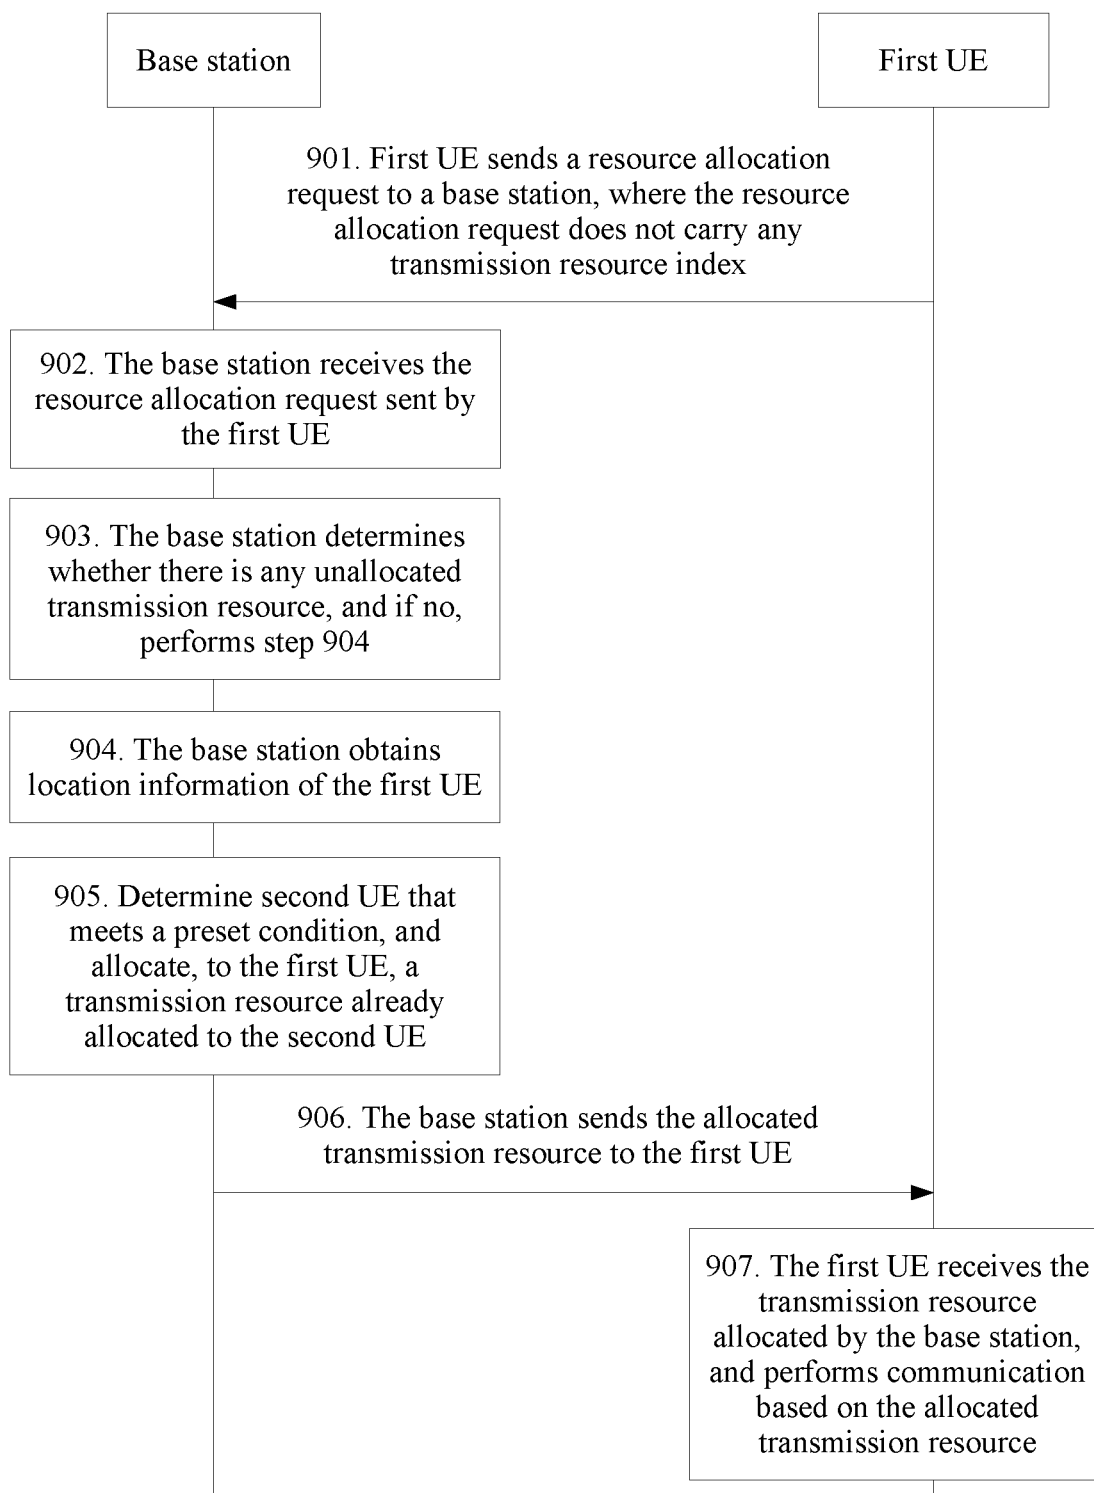 Base station
First UE
901. First UE sends a resource allocation
request to a base station, where the resource
allocation request does not carry any
transmission resource index
902. The base station receives the
resource allocation request sent by
the first UE
903. The base station determines
whether there is any unallocated
transmission resource, and if no,
performs step 904
904. The base station obtains
location information of the first UE
905. Determine second UE that
meets a preset condition, and
allocate, to the first UE, a
transmission resource already
allocated to the second UE
906. The base station sends the allocated
transmission resource to the first UE
907. The first UE receives the
transmission resource
allocated by the base station,
and performs communication
based on the allocated
transmission resource